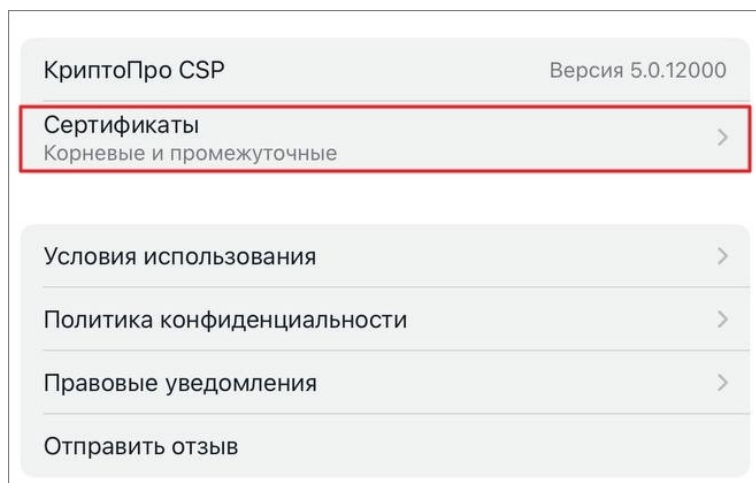 КриптоПро CSP Версия 5.0.12000
Сертификаты
Корневые и промежуточные
Условия использования
Политика конфиденциальности
Правовые уведомления
Отправить отзыв